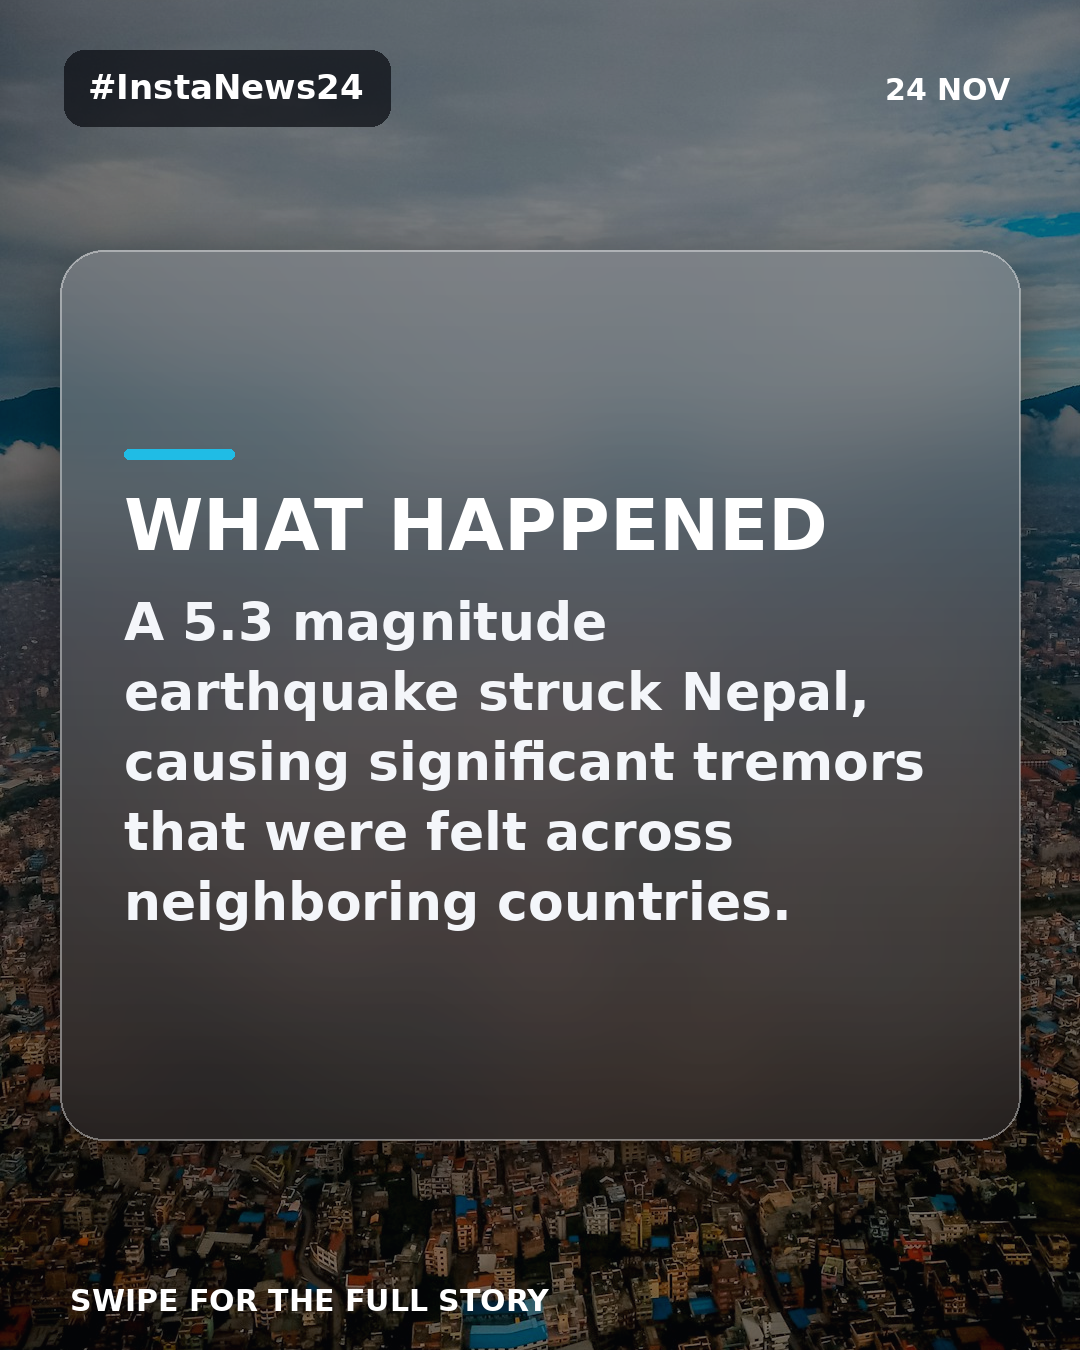 #InstaNews24
24 NOV
WHAT HAPPENED
A 5.3 magnitude
earthquake struck Nepal,
causing significant tremors
that were felt across
neighboring countries.
SWIPE FOR THE FULL STORY